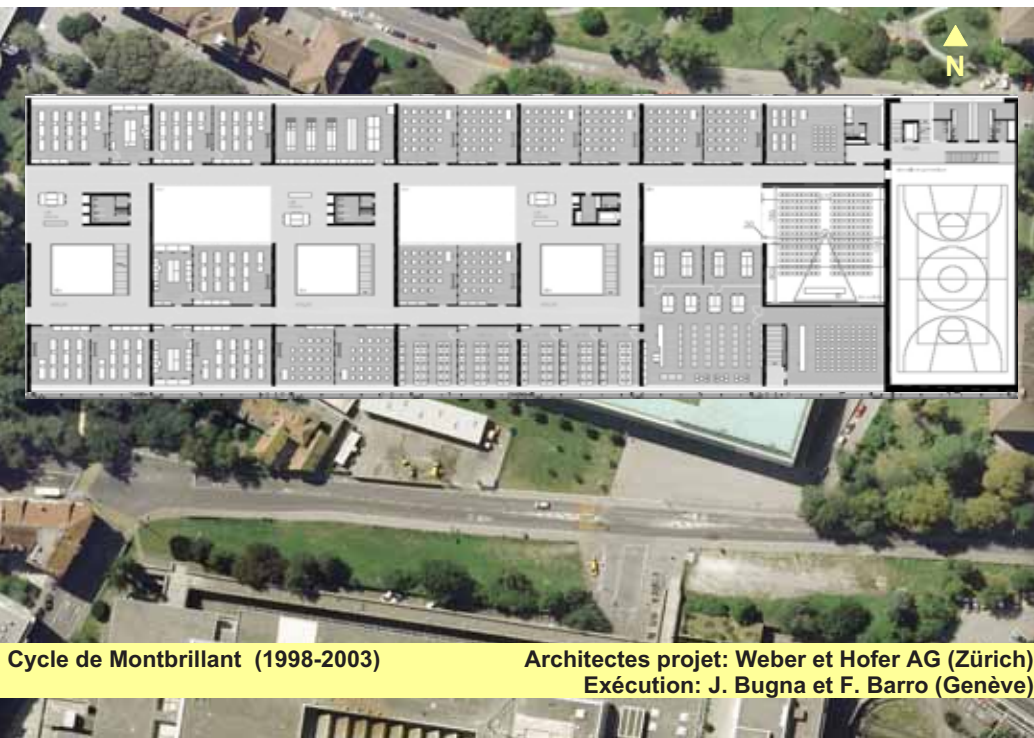 N
Cycle de Montbrillant (1998-2003)
Architectes projet: Weber et Hofer AG (Zürich)
Exécution: J. Bugna et F. Barro (Genève)